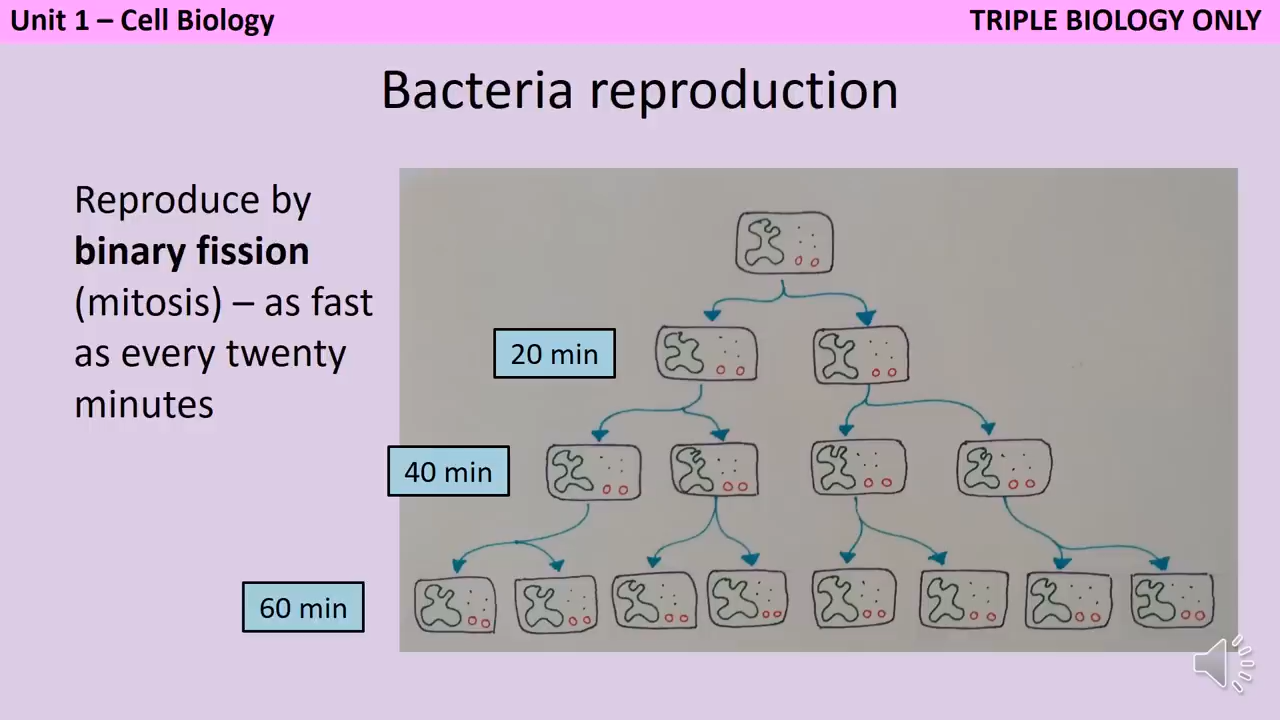 Unit 1 – Cell Biology
TRIPLE BIOLOGY ONLY
Bacteria reproduction
Reproduce by
binary fission
(mitosis) – as fast
as every twenty
minutes
20 min
40 min
60 min